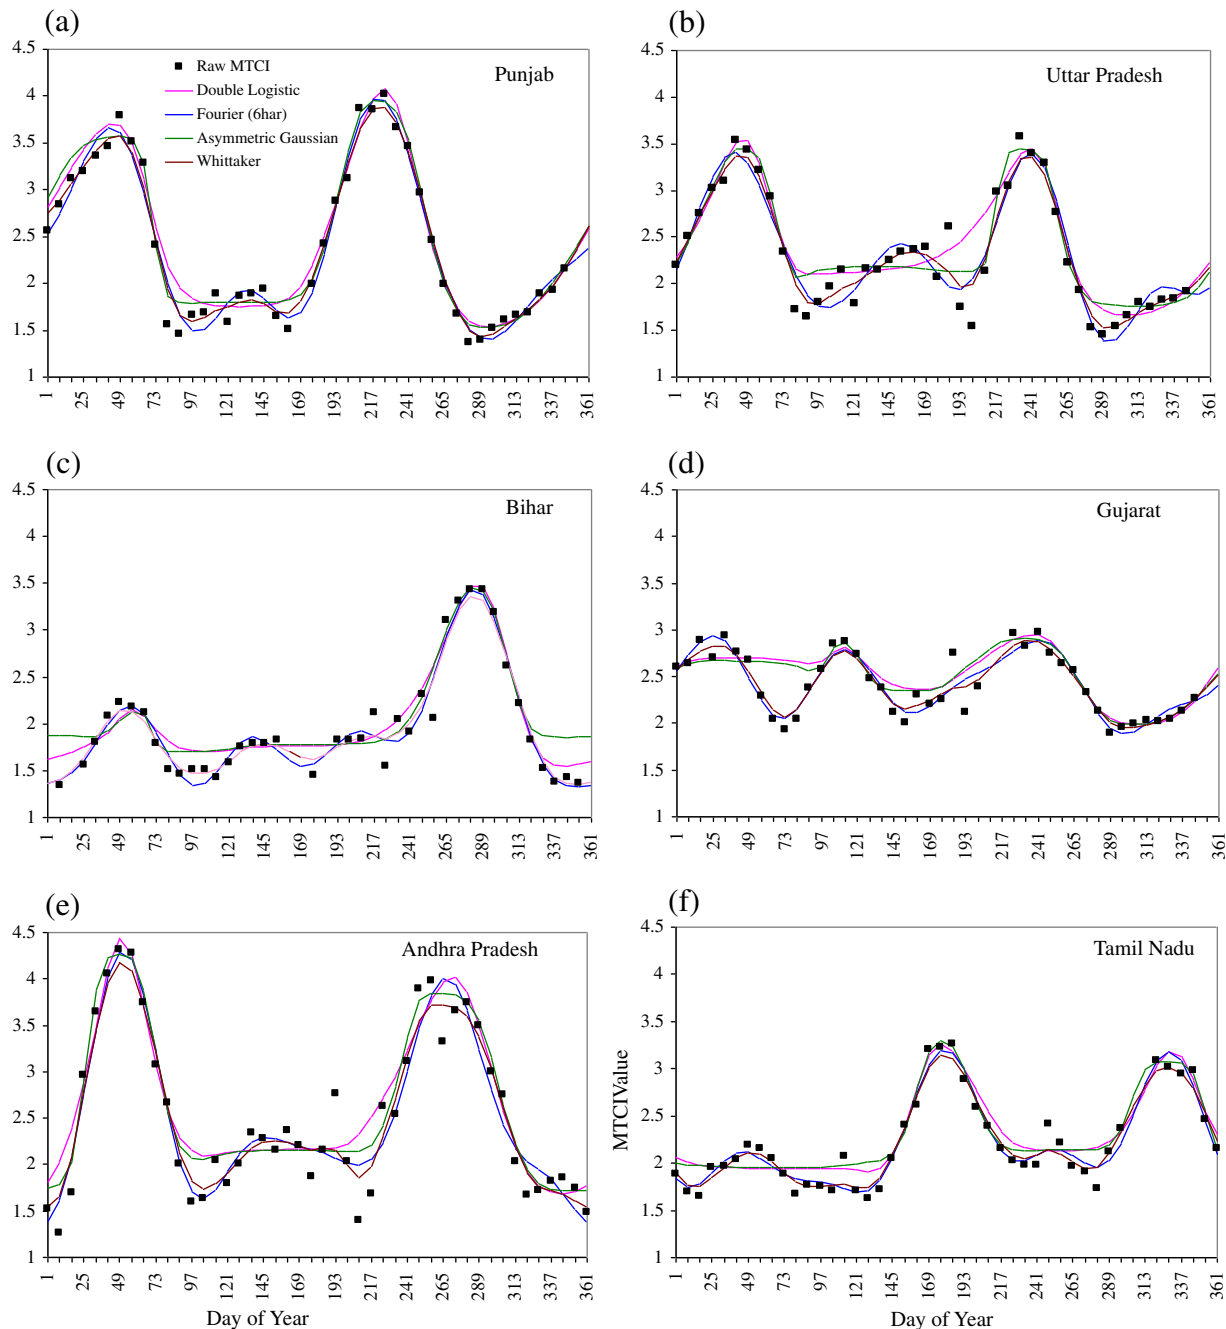 (a)
4.5
4
3.5
3
2.5
2
1.5
1
Punjab
Raw MTCI
Double Logistic
Fourier (6har)
Asymmetric Gaussian
Whittaker
1 25 49 73 97 121 145 169 193 217 241 265 289 313 337 361
(b)
4.5
4
3.5
3
2.5
2
1.5
1
Uttar Pradesh
1 25 49 73 97 121 145 169 193 217 241 265 289 313 337 361
(c)
4.5
4
3.5
3
2.5
2
1.5
1
Bihar
1 25 49 73 97 121 145 169 193 217 241 265 289 313 337 361
(d)
4.5
4
3.5
3
2.5
2
1.5
1
Gujarat
1 25 49 73 97 121 145 169 193 217 241 265 289 313 337 361
(e)
4.5
4
3.5
3
2.5
2
1.5
1
Andhra Pradesh
1 25 49 73 97 121 145 169 193 217 241 265 289 313 337 361
Day of Year
(f)
4.5
4
3.5
3
2.5
2
1.5
1
MTCIValue
Tamil Nadu
1 25 49 73 97 121 145 169 193 217 241 265 289 313 337 361
Day of Year